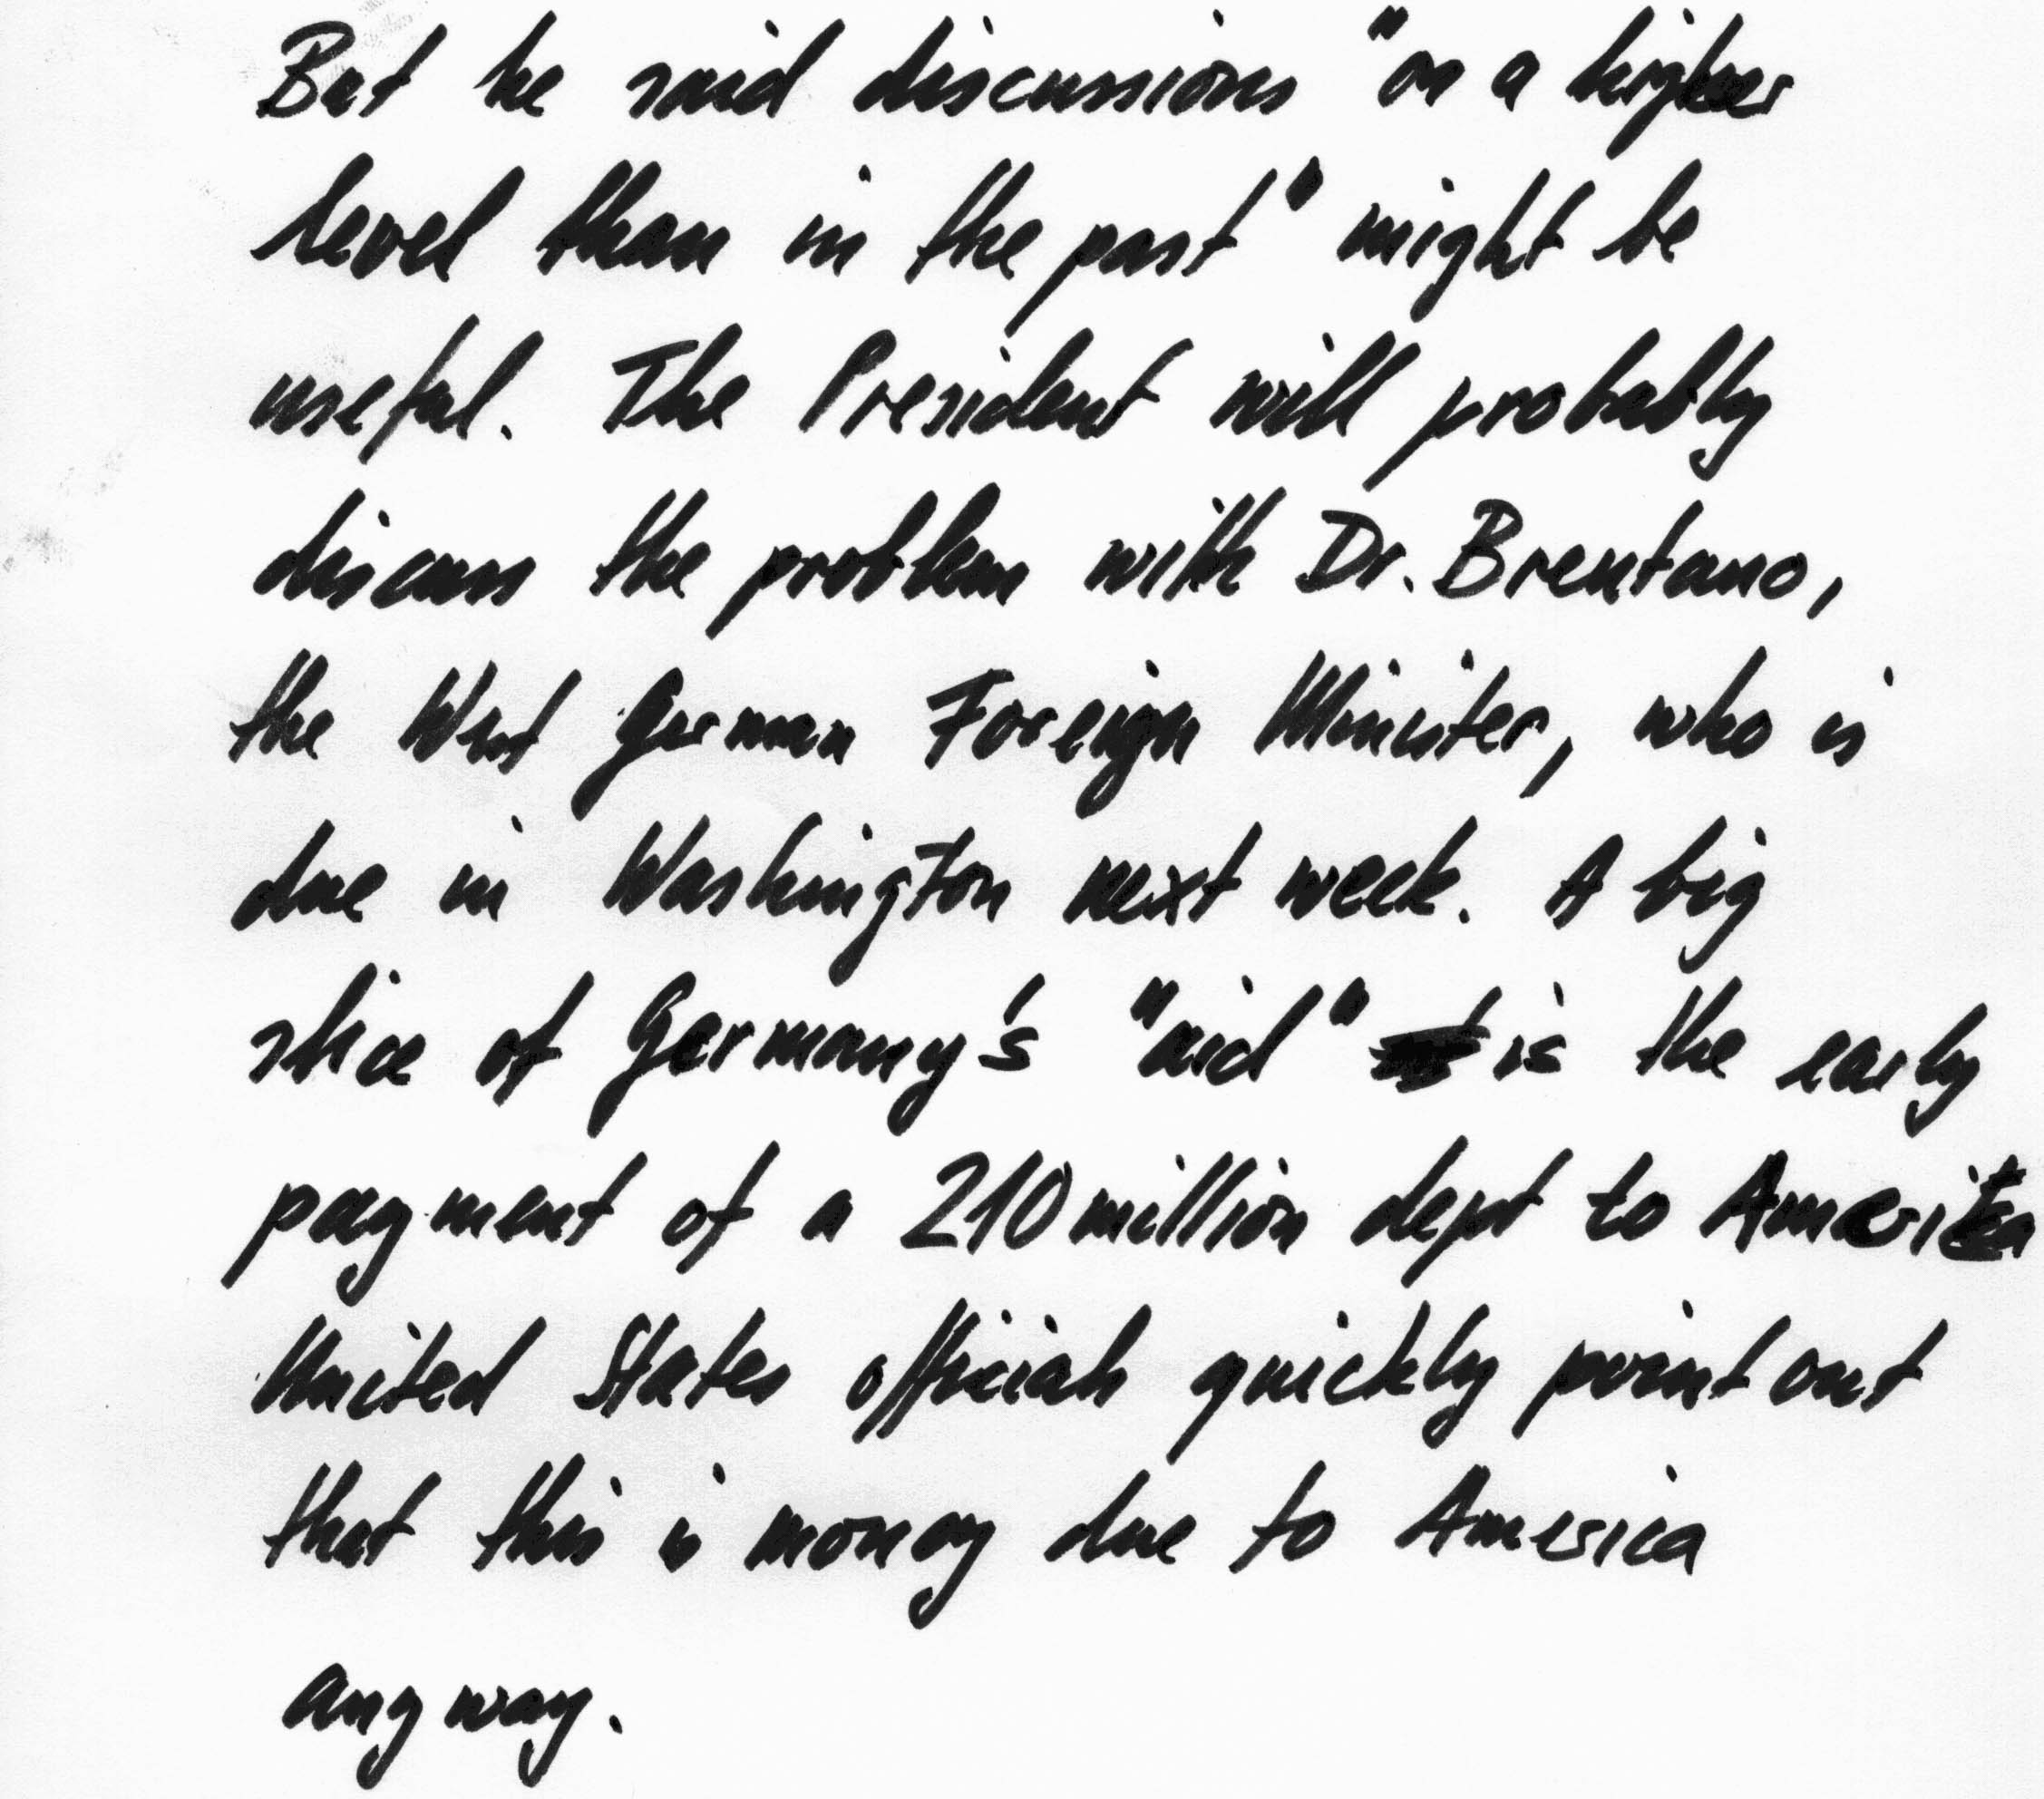 But he said discussions "on a higher
level than in the past" might be
useful. The President will probably
discuss the problem with Dr. Brentano,
the West German Foreign Minister, who is
due in Washington next week. A big
slice of Germany's "aid" is the early
payment of a 210 million dept to America
United States officials quickly point out
that this is money due to America
anyway.